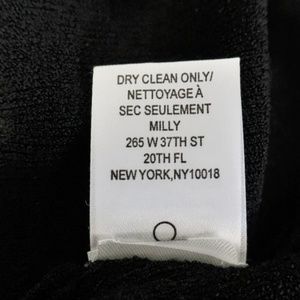 DRY CLEAN ONLY/
NETTOYAGE À
SEC SEULEMENT
MILLY
265 W 37TH ST
20TH FL
NEW YORK,NY10018